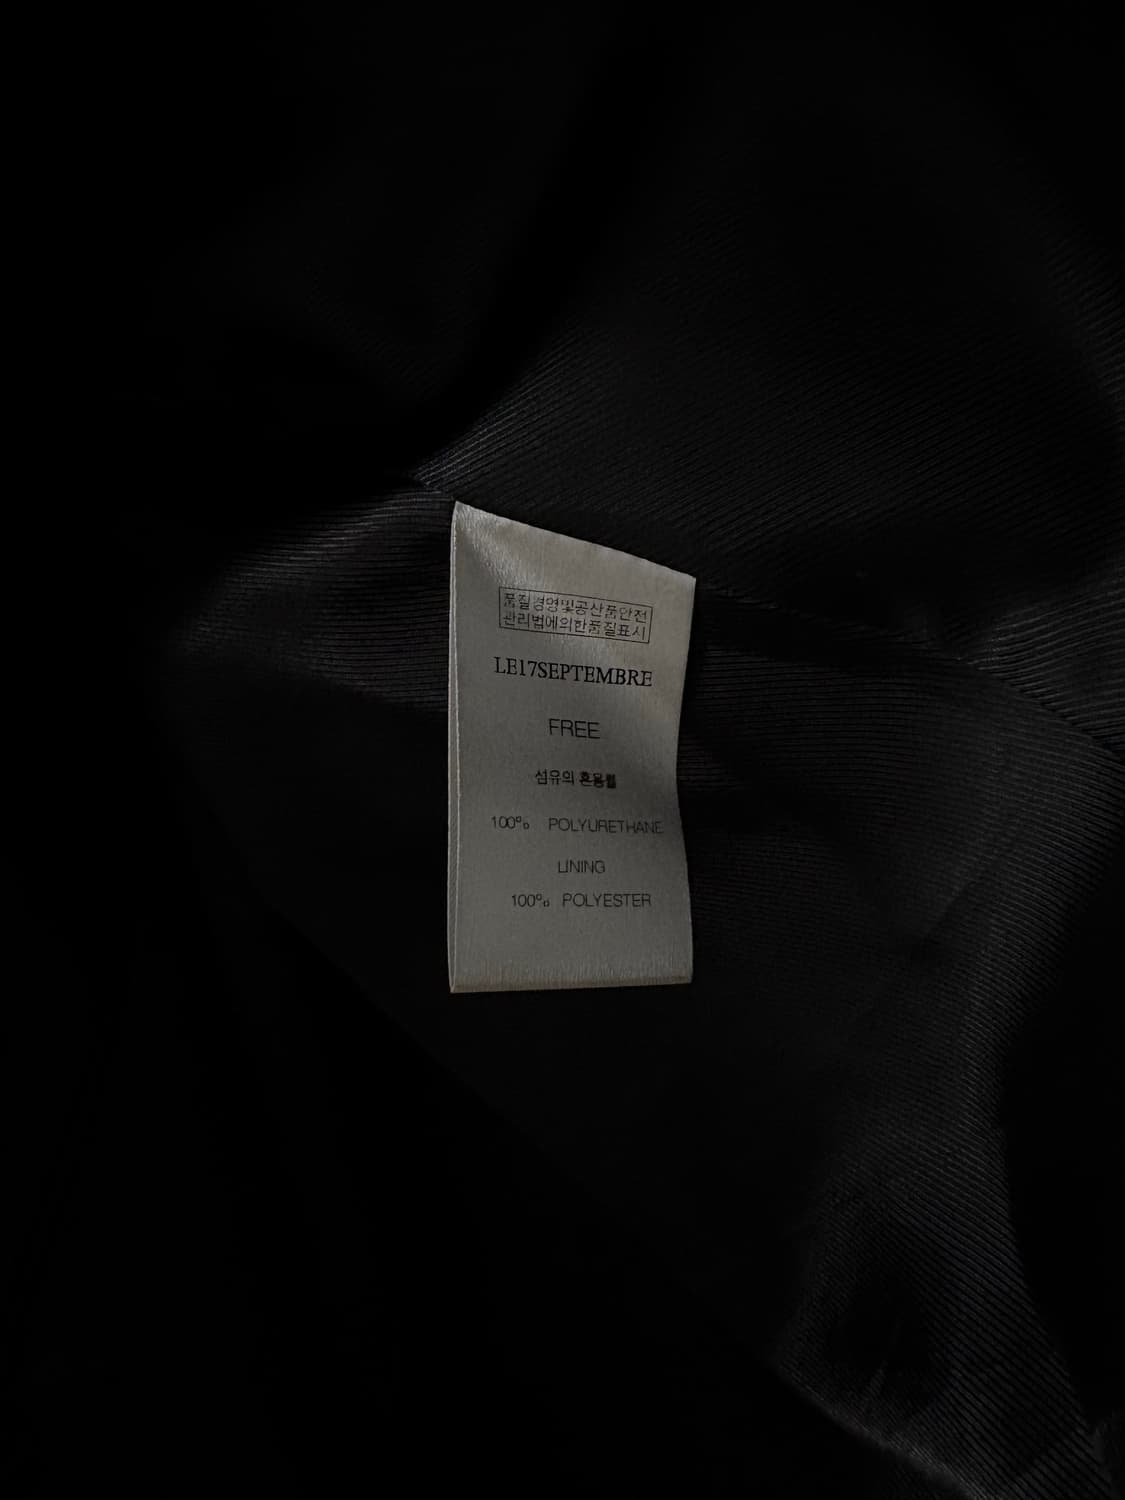 품질경영및공산품안전
관리법에의한품질표시
LE17SEPTEMBRE
FREE
섬유의 혼용률
100% POLYURETHANE
LINING
100% POLYESTER